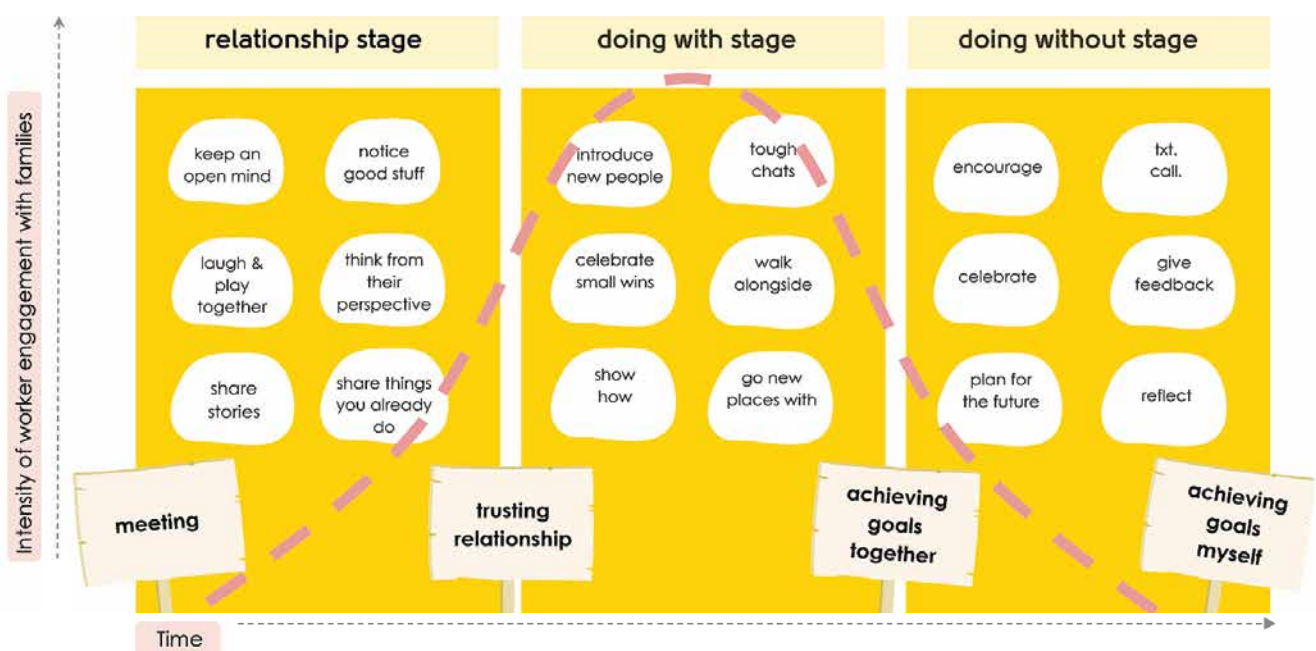 relationship stage
doing with stage
doing without stage
Intensity of worker engagement with families
keep an
open mind
notice
good stuff
laugh &
play
together
think from
their
perspective
share
stories
share things
you already
do
introduce
new people
tough
chats
celebrate
small wins
walk
alongside
show
how
go new
places with
encourage
txt.
call.
celebrate
give
feedback
plan for
the future
reflect
meeting
trusting
relationship
achieving
goals
together
achieving
goals
myself
Time